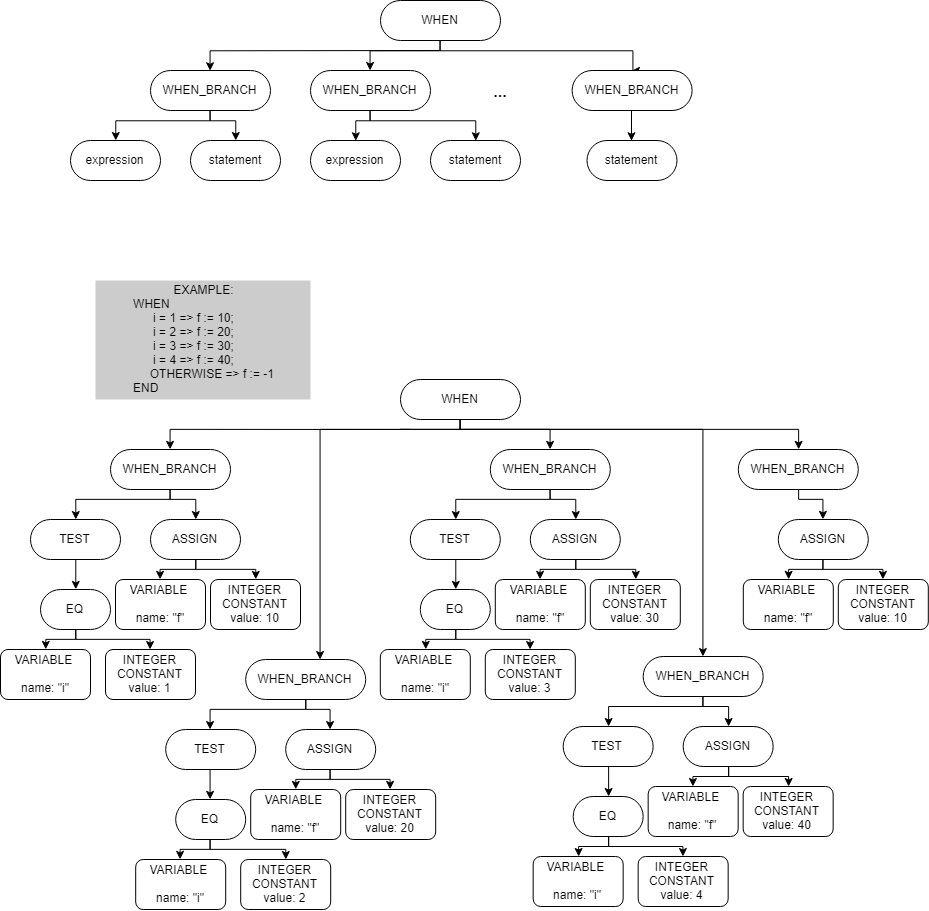 WHEN
WHEN_BRANCH
WHEN_BRANCH
...
WHEN_BRANCH
expression
statement
expression
statement
statement
EXAMPLE:
WHEN
i = 1 => f := 10;
i = 2 => f := 20;
i = 3 => f := 30;
i = 4 => f := 40;
OTHERWISE => f := -1
END
WHEN
WHEN_BRANCH
WHEN_BRANCH
WHEN_BRANCH
TEST
ASSIGN
TEST
ASSIGN
ASSIGN
EQ
VARIABLE
name: "f"
INTEGER
CONSTANT
value: 10
EQ
VARIABLE
name: "f"
INTEGER
CONSTANT
value: 30
VARIABLE
name: "f"
INTEGER
CONSTANT
value: 10
VARIABLE
name: "i"
INTEGER
CONSTANT
value: 1
WHEN_BRANCH
VARIABLE
name: "i"
INTEGER
CONSTANT
value: 3
WHEN_BRANCH
TEST
ASSIGN
TEST
ASSIGN
EQ
VARIABLE
name: "f"
INTEGER
CONSTANT
value: 20
EQ
VARIABLE
name: "f"
INTEGER
CONSTANT
value: 40
VARIABLE
name: "i"
INTEGER
CONSTANT
value: 2
VARIABLE
name: "i"
INTEGER
CONSTANT
value: 4